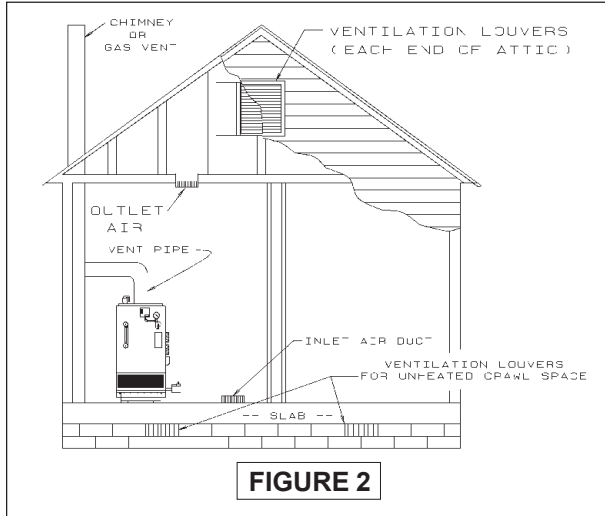 CHIMNEY
OR
GAS VENT
VENTILATION LOUVERS
(EACH END OF ATTIC)
OUTLET
AIR
VENT PIPE
INLET AIR DUCT
VENTILATION LOUVERS
FOR UNHEATED CRAWL SPACE
-- SLAB --
FIGURE 2